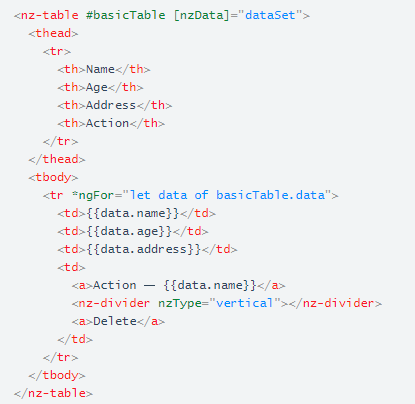 <nz-table #basicTable [nzData]="dataSet">
  <thead>
    <tr>
      <th>Name</th>
      <th>Age</th>
      <th>Address</th>
      <th>Action</th>
    </tr>
  </thead>
  <tbody>
    <tr *ngFor="let data of basicTable.data">
      <td>{{data.name}}</td>
      <td>{{data.age}}</td>
      <td>{{data.address}}</td>
      <td>
        <a>Action — {{data.name}}</a>
        <nz-divider nzType="vertical"></nz-divider>
        <a>Delete</a>
      </td>
    </tr>
  </tbody>
</nz-table>